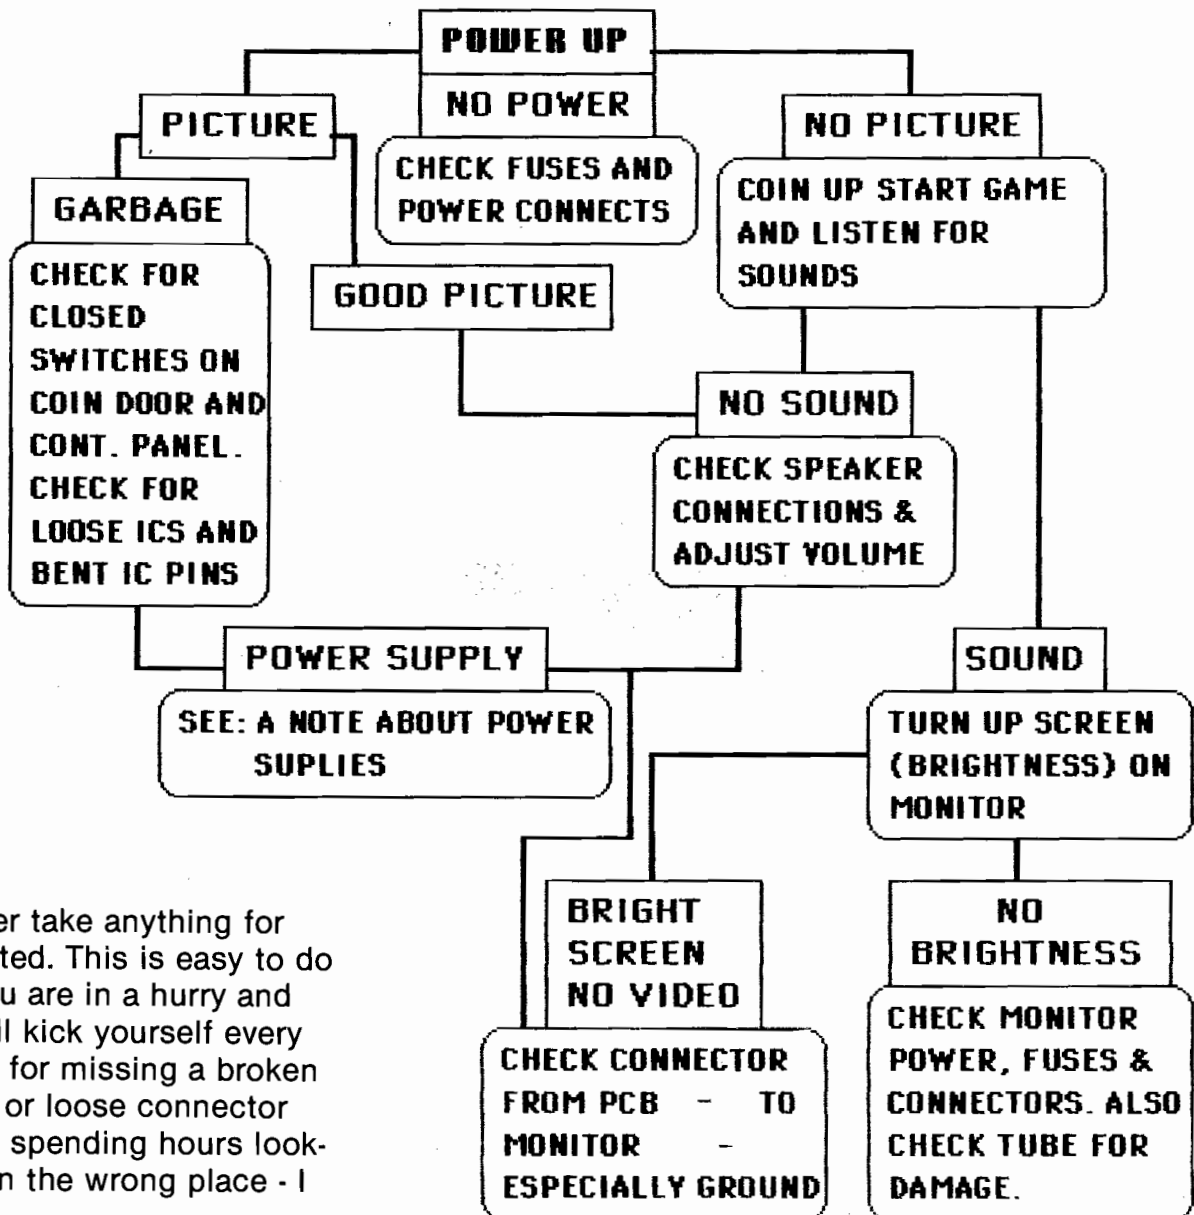 POWER UP
NO POWER
CHECK FUSES AND
POWER CONNECTS
PICTURE
NO PICTURE
COIN UP START GAME
AND LISTEN FOR
SOUNDS
GARBAGE
CHECK FOR
CLOSED
SWITCHES ON
COIN DOOR AND
CONT. PANEL.
CHECK FOR
LOOSE ICS AND
BENT IC PINS
GOOD PICTURE
NO SOUND
CHECK SPEAKER
CONNECTIONS &
ADJUST VOLUME
POWER SUPPLY
SEE: A NOTE ABOUT POWER
SUPLIES
SOUND
TURN UP SCREEN
(BRIGHTNESS) ON
MONITOR
BRIGHT
SCREEN
NO VIDEO
CHECK CONNECTOR
FROM PCB - TO
MONITOR -
ESPECIALLY GROUND
NO
BRIGHTNESS
CHECK MONITOR
POWER, FUSES &
CONNECTORS. ALSO
CHECK TUBE FOR
DAMAGE.
er take anything for
ted. This is easy to do
u are in a hurry and
ll kick yourself every
for missing a broken
or loose connector
spending hours look-
n the wrong place - I